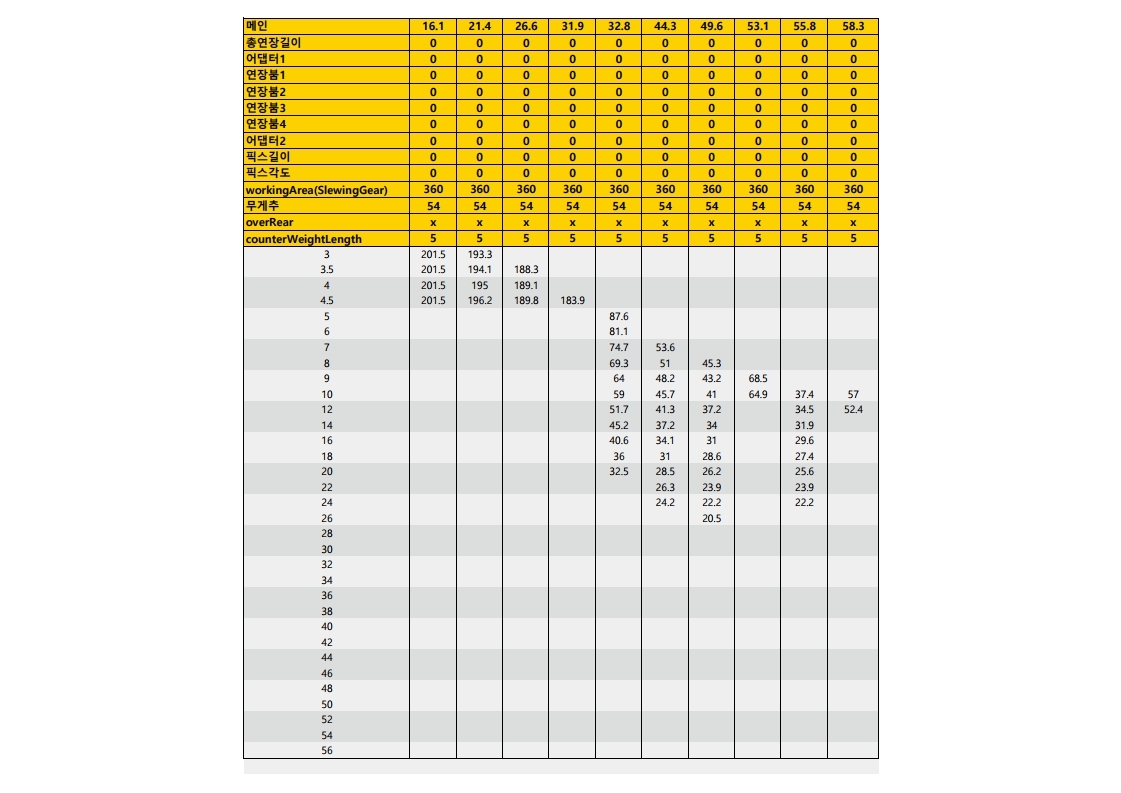 메인 16.1 21.4 26.6 31.9 32.8 44.3 49.6 53.1 55.8 58.3
총연장길이 0 0 0 0 0 0 0 0 0 0
어댑터1 0 0 0 0 0 0 0 0 0 0
연장붐1 0 0 0 0 0 0 0 0 0 0
연장붐2 0 0 0 0 0 0 0 0 0 0
연장붐3 0 0 0 0 0 0 0 0 0 0
연장붐4 0 0 0 0 0 0 0 0 0 0
어댑터2 0 0 0 0 0 0 0 0 0 0
픽스길이 0 0 0 0 0 0 0 0 0 0
픽스각도 0 0 0 0 0 0 0 0 0 0
workingArea(SlewingGear) 360 360 360 360 360 360 360 360 360 360
무게추 54 54 54 54 54 54 54 54 54 54
overRear x x x x x x x x x x
counterWeightLength 5 5 5 5 5 5 5 5 5 5
3 201.5 193.3
3.5 201.5 194.1 188.3
4 201.5 195 189.1
4.5 201.5 196.2 189.8 183.9
5 87.6
6 81.1
7 74.7 53.6
8 69.3 51 45.3
9 64 48.2 43.2 68.5
10 59 45.7 41 64.9 37.4 57
12 51.7 41.3 37.2 34.5 52.4
14 45.2 37.2 34 31.9
16 40.6 34.1 31 29.6
18 36 31 28.6 27.4
20 32.5 28.5 26.2 25.6
22 26.3 23.9 23.9
24 24.2 22.2 22.2
26 20.5
28
30
32
34
36
38
40
42
44
46
48
50
52
54
56